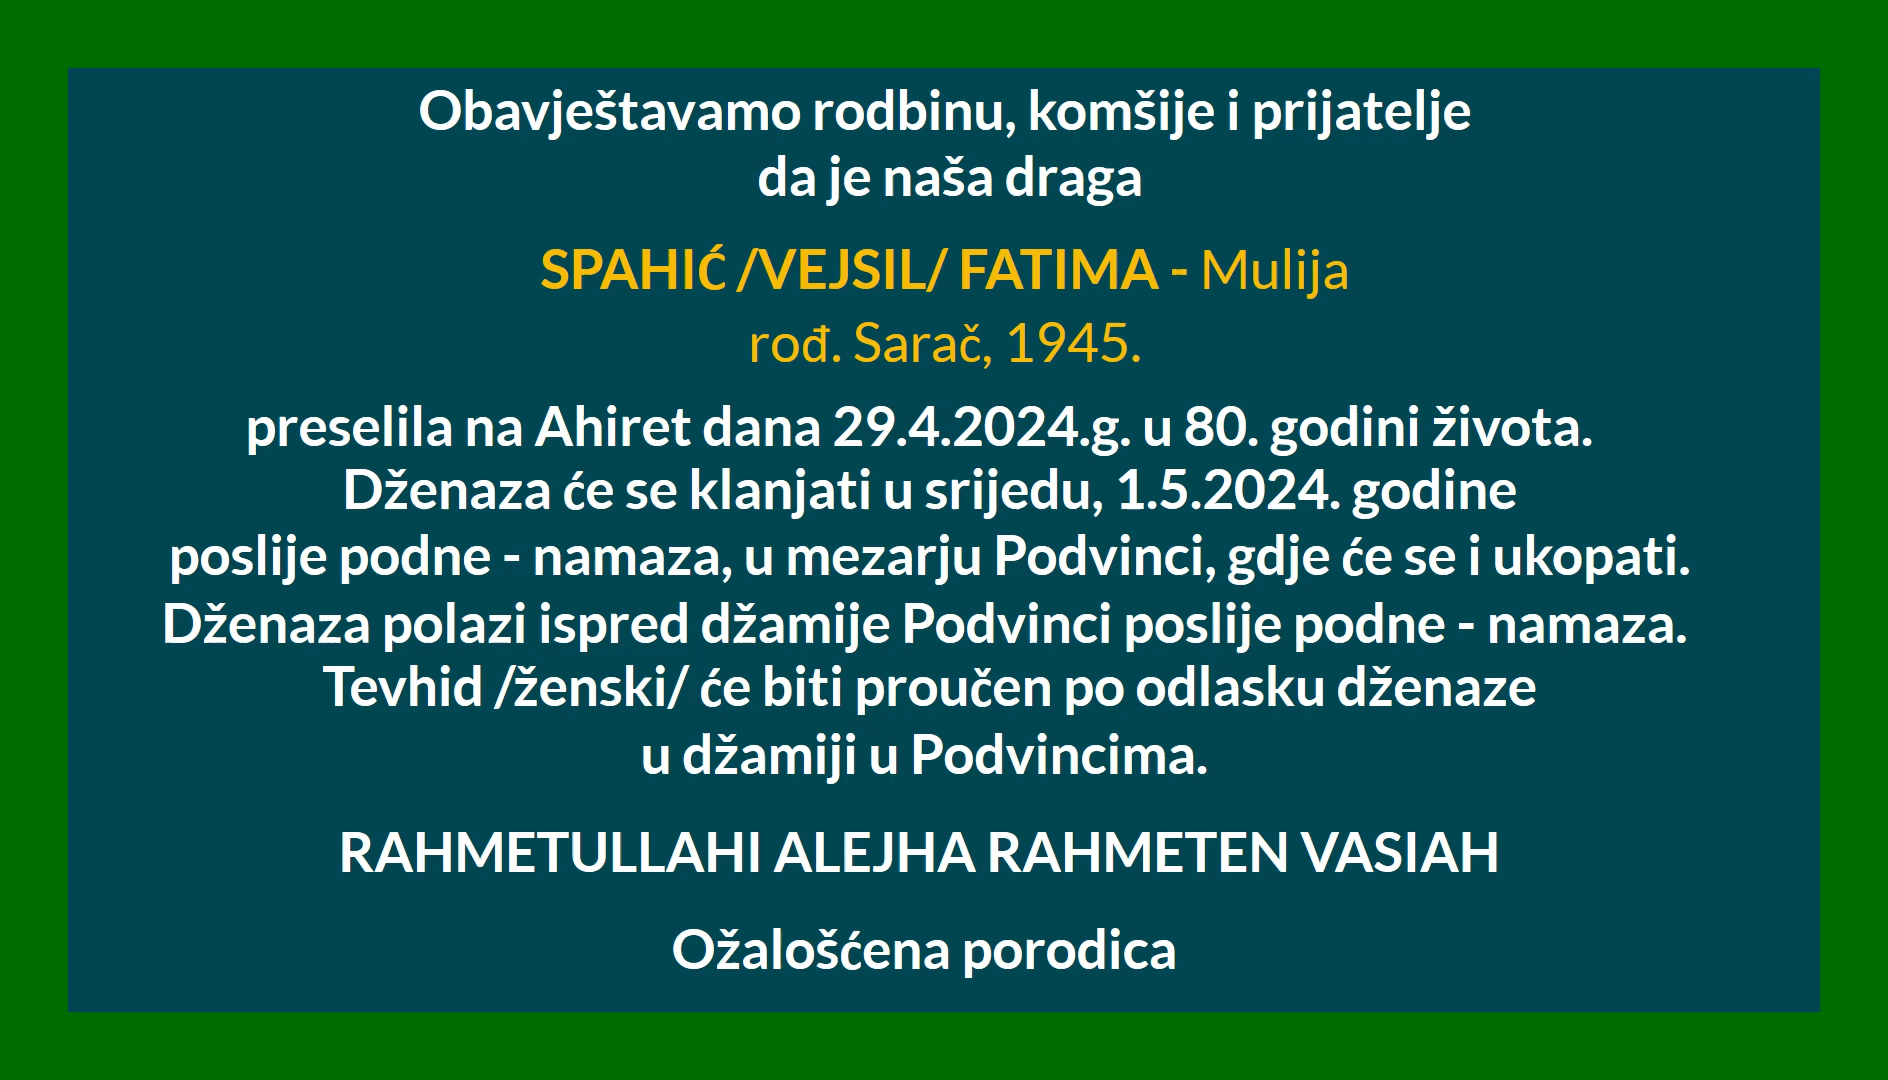 Obavještavamo rodbinu, komšije i prijatelje
da je naša draga
SPAHIĆ /VEJSIL/ FATIMA - Mulija
rođ. Sarač, 1945.
preselila na Ahiret dana 29.4.2024.g. u 80. godini života.
Dženaza će se klanjati u srijedu, 1.5.2024. godine
poslije podne - namaza, u mezarju Podvinci, gdje će se i ukopati.
Dženaza polazi ispred džamije Podvinci poslije podne - namaza.
Tevhid /ženski/ će biti proučen po odlasku dženaze
u džamiji u Podvincima.
RAHMETULLAHI ALEJHA RAHMETEN VASIAH
Ožalošćena porodica